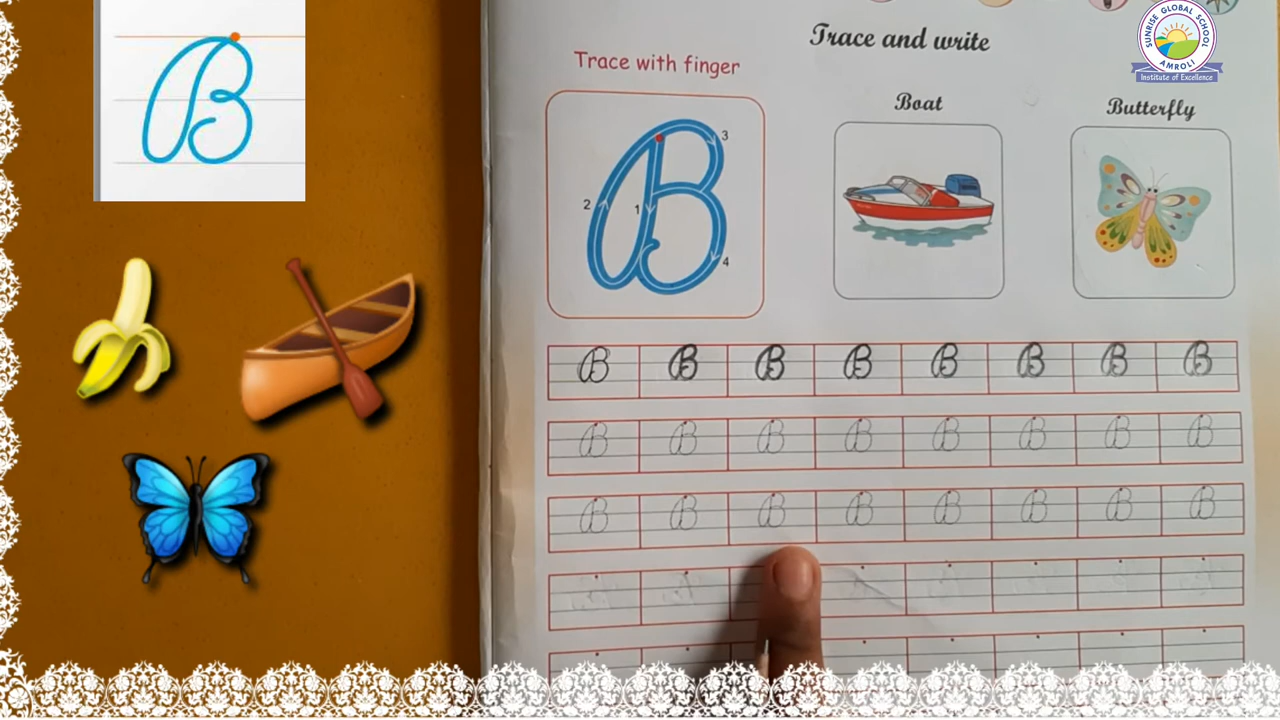 B
SUNRISE GLOBAL SCHOOL
AMROLI
Institute of Excellence
Trace and write
Trace with finger
Boat
Butterfly
B
1
2
3
4
B B B B B B B B
B B B B B B B B
B B B B B B B B